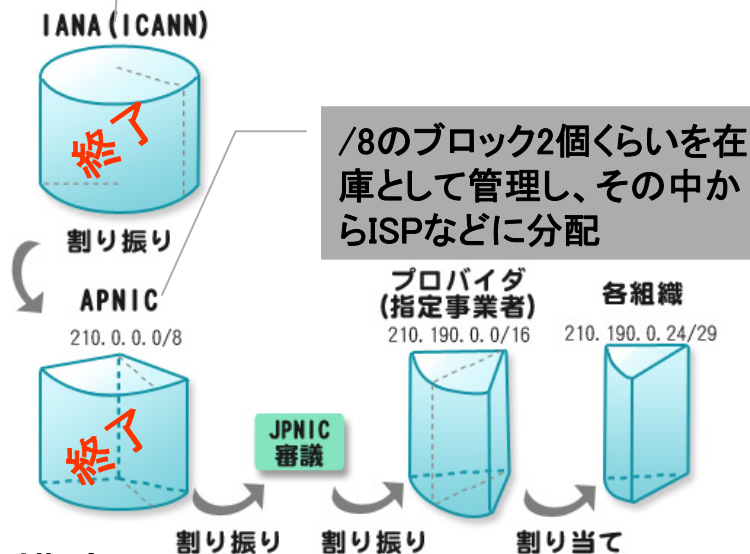 IANA(ICANN)
終了
/8のブロック2個くらいを在
庫として管理し、その中か
らISPなどに分配
割り振り
APNIC
210.0.0.0/8
終了
JPNIC
審議
プロバイダ
(指定事業者)
210.190.0.0/16
各組織
210.190.0.24/29
割り振り
割り振り
割り当て